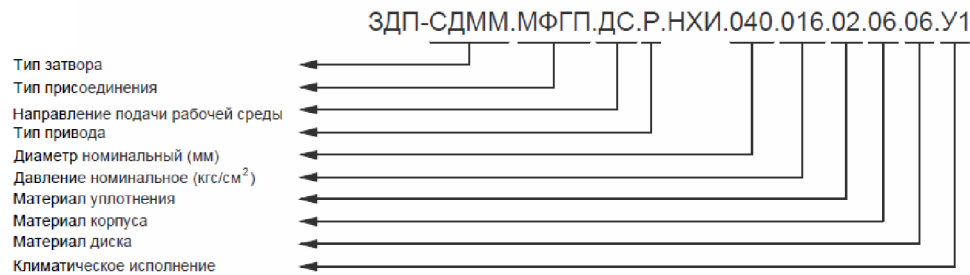 ЗДП-СДММ.МФГП.ДС.Р.НХИ.040.016.02.06.06.У1
Тип затвора
Тип присоединения
Направление подачи рабочей среды
Тип привода
Диаметр номинальный (мм)
Давление номинальное (кгс/см²)
Материал уплотнения
Материал корпуса
Материал диска
Климатическое исполнение